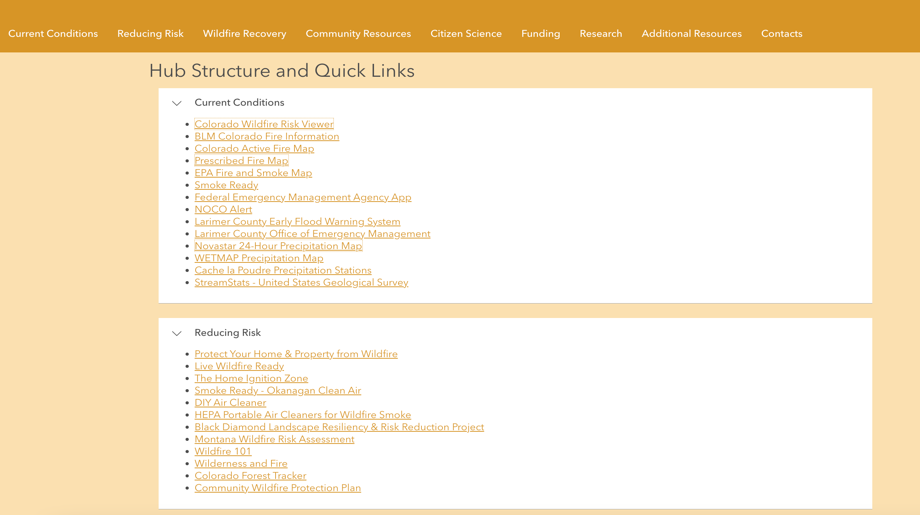 Current Conditions Reducing Risk Wildfire Recovery Community Resources Citizen Science Funding Research Additional Resources Contacts
Hub Structure and Quick Links
Current Conditions
Colorado Wildfire Risk Viewer
BLM Colorado Fire Information
Colorado Active Fire Map
Prescribed Fire Map
EPA Fire and Smoke Map
Smoke Ready
Federal Emergency Management Agency App
NOCO Alert
Larimer County Early Flood Warning System
Larimer County Office of Emergency Management
Novastar 24-Hour Precipitation Map
WETMAP Precipitation Map
Cache la Poudre Precipitation Stations
StreamStats - United States Geological Survey
Reducing Risk
Protect Your Home & Property from Wildfire
Live Wildfire Ready
The Home Ignition Zone
Smoke Ready - Okanagan Clean Air
DIY Air Cleaner
HEPA Portable Air Cleaners for Wildfire Smoke
Black Diamond Landscape Resiliency & Risk Reduction Project
Montana Wildfire Risk Assessment
Wildfire 101
Wilderness and Fire
Colorado Forest Tracker
Community Wildfire Protection Plan